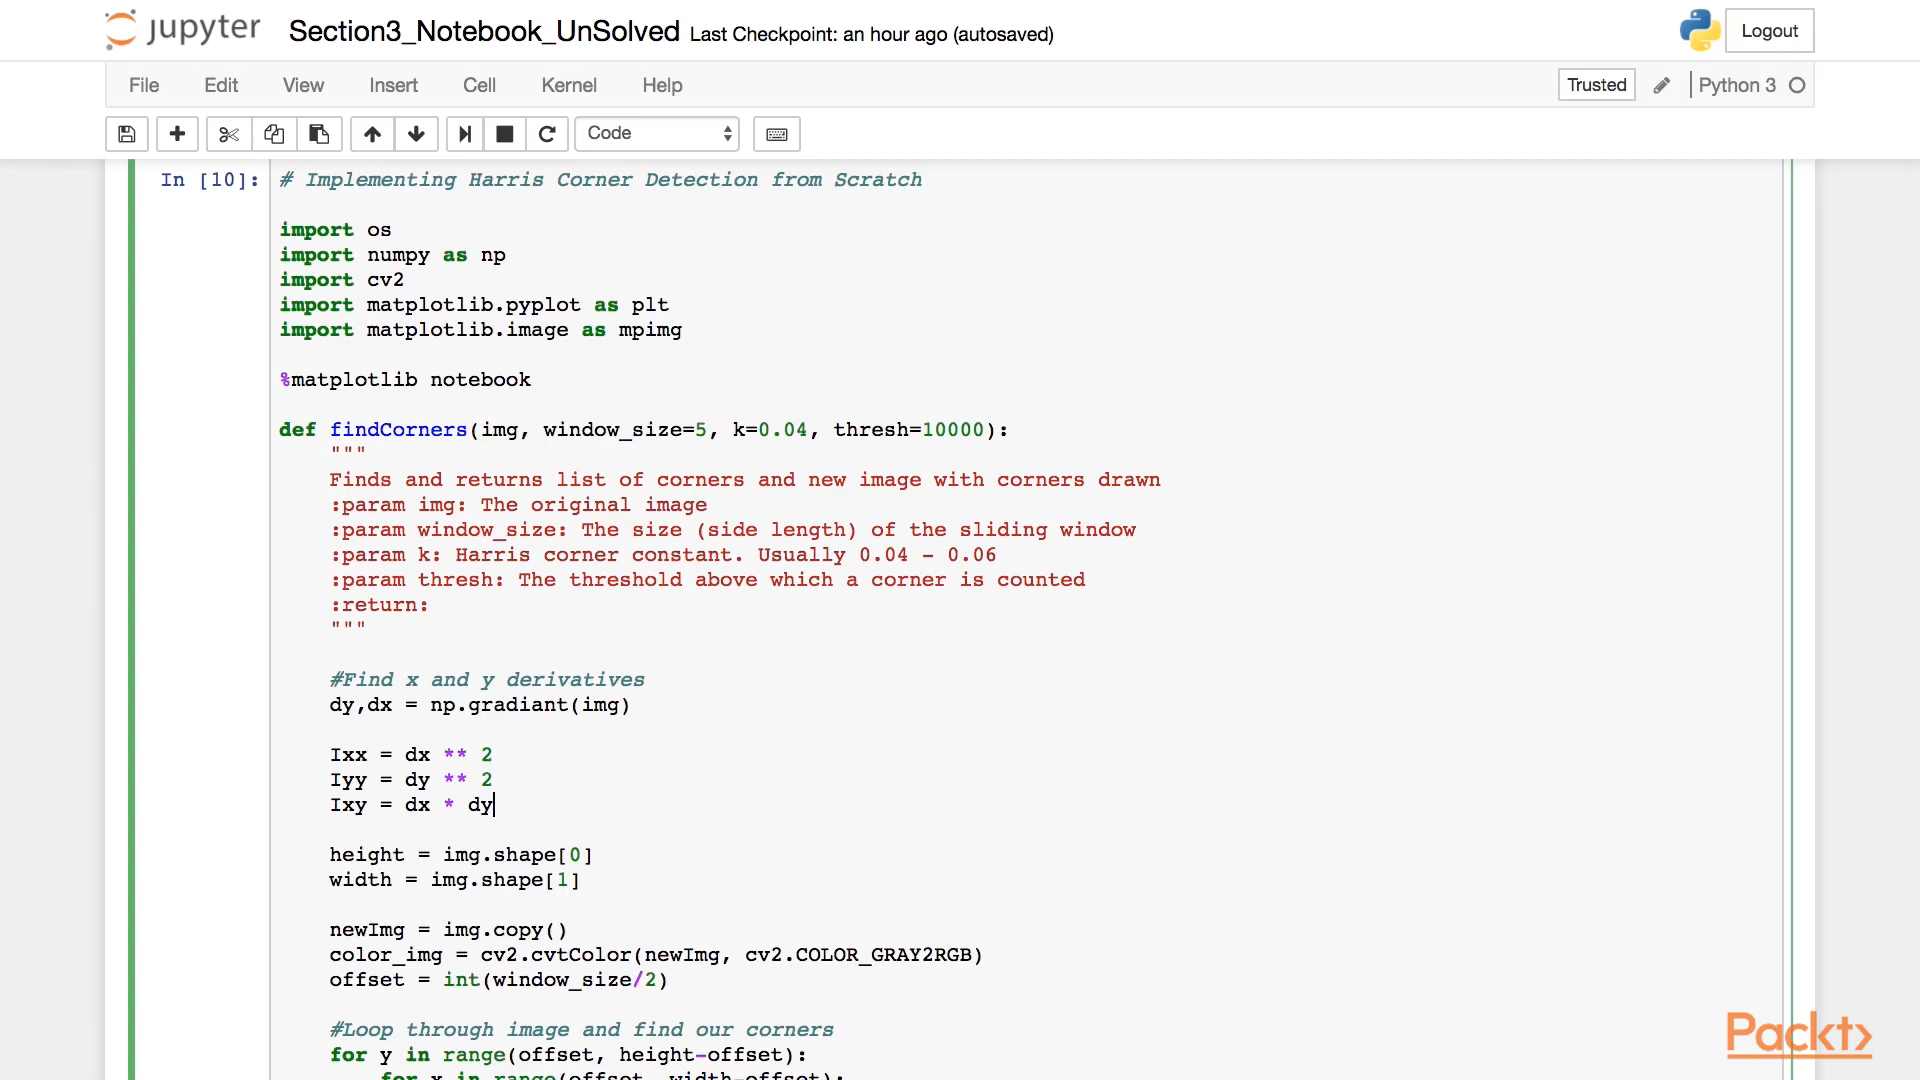 jupyter Section3_Notebook_UnSolved Last Checkpoint: an hour ago (autosaved) Logout
File Edit View Insert Cell Kernel Help Trusted Python 3
Code
In [10]: # Implementing Harris Corner Detection from Scratch
import os
import numpy as np
import cv2
import matplotlib.pyplot as plt
import matplotlib.image as mpimg
%matplotlib notebook
def findCorners(img, window_size=5, k=0.04, thresh=10000):
"""
Finds and returns list of corners and new image with corners drawn
:param img: The original image
:param window_size: The size (side length) of the sliding window
:param k: Harris corner constant. Usually 0.04 - 0.06
:param thresh: The threshold above which a corner is counted
:return:
"""
#Find x and y derivatives
dy,dx = np.gradiant(img)
Ixx = dx ** 2
Iyy = dy ** 2
Ixy = dx * dy
height = img.shape[0]
width = img.shape[1]
newImg = img.copy()
color_img = cv2.cvtColor(newImg, cv2.COLOR_GRAY2RGB)
offset = int(window_size/2)
#Loop through image and find our corners
for y in range(offset, height-offset):
for x in range(offset, width-offset):
Packt>